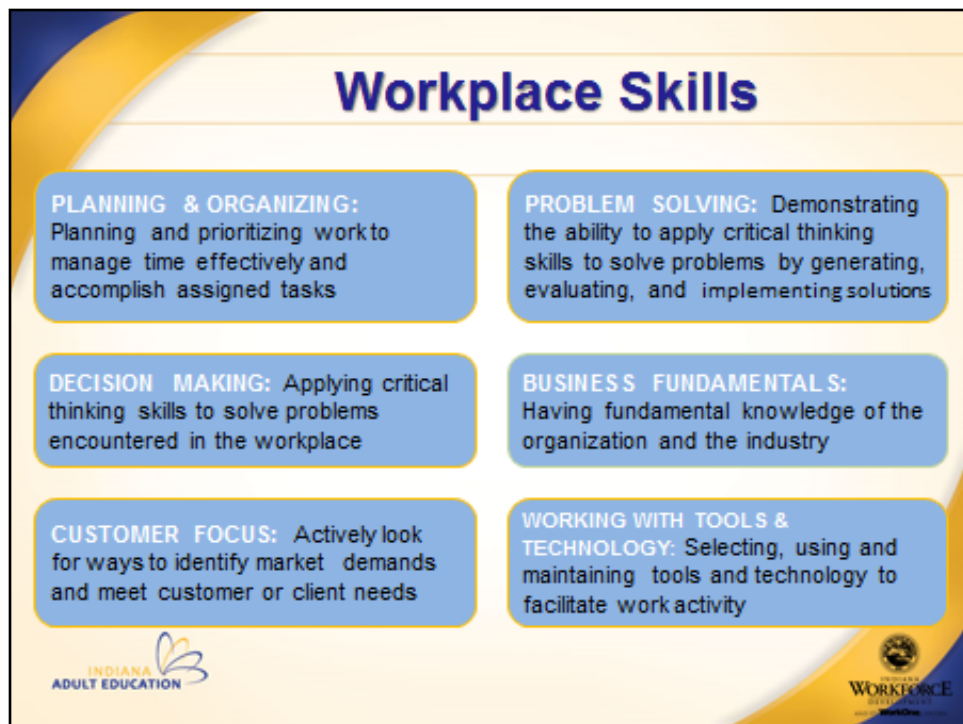 Workplace Skills
PLANNING & ORGANIZING:
Planning and prioritizing work to
manage time effectively and
accomplish assigned tasks
PROBLEM SOLVING: Demonstrating
the ability to apply critical thinking
skills to solve problems by generating,
evaluating, and implementing solutions
DECISION MAKING: Applying critical
thinking skills to solve problems
encountered in the workplace
BUSINESS FUNDAMENTALS:
Having fundamental knowledge of the
organization and the industry
CUSTOMER FOCUS: Actively look
for ways to identify market demands
and meet customer or client needs
WORKING WITH TOOLS &
TECHNOLOGY: Selecting, using and
maintaining tools and technology to
facilitate work activity
INDIANA
ADULT EDUCATION
INDIANA
WORKFORCE
DEVELOPMENT
WorkOne